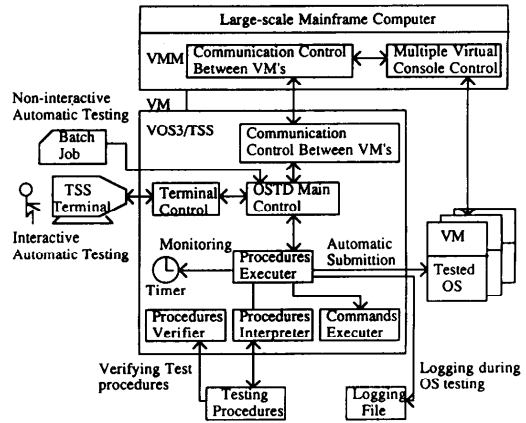 Large-scale Mainframe Computer
VMM
Communication Control
Between VM's
Multiple Virtual
Console Control
Non-interactive
Automatic Testing
VM
VOS3/TSS
Batch
Job
Communication
Control Between VM's
TSS
Terminal
Terminal
Control
OSTD Main
Control
Interactive
Automatic Testing
Monitoring
Timer
Procedures
Executer
Automatic
Submittion
VM
Tested
OS
Procedures
Verifier
Procedures
Interpreter
Commands
Executer
Verifying Test
procedures
Testing
Procedures
Logging
File
Logging during
OS testing